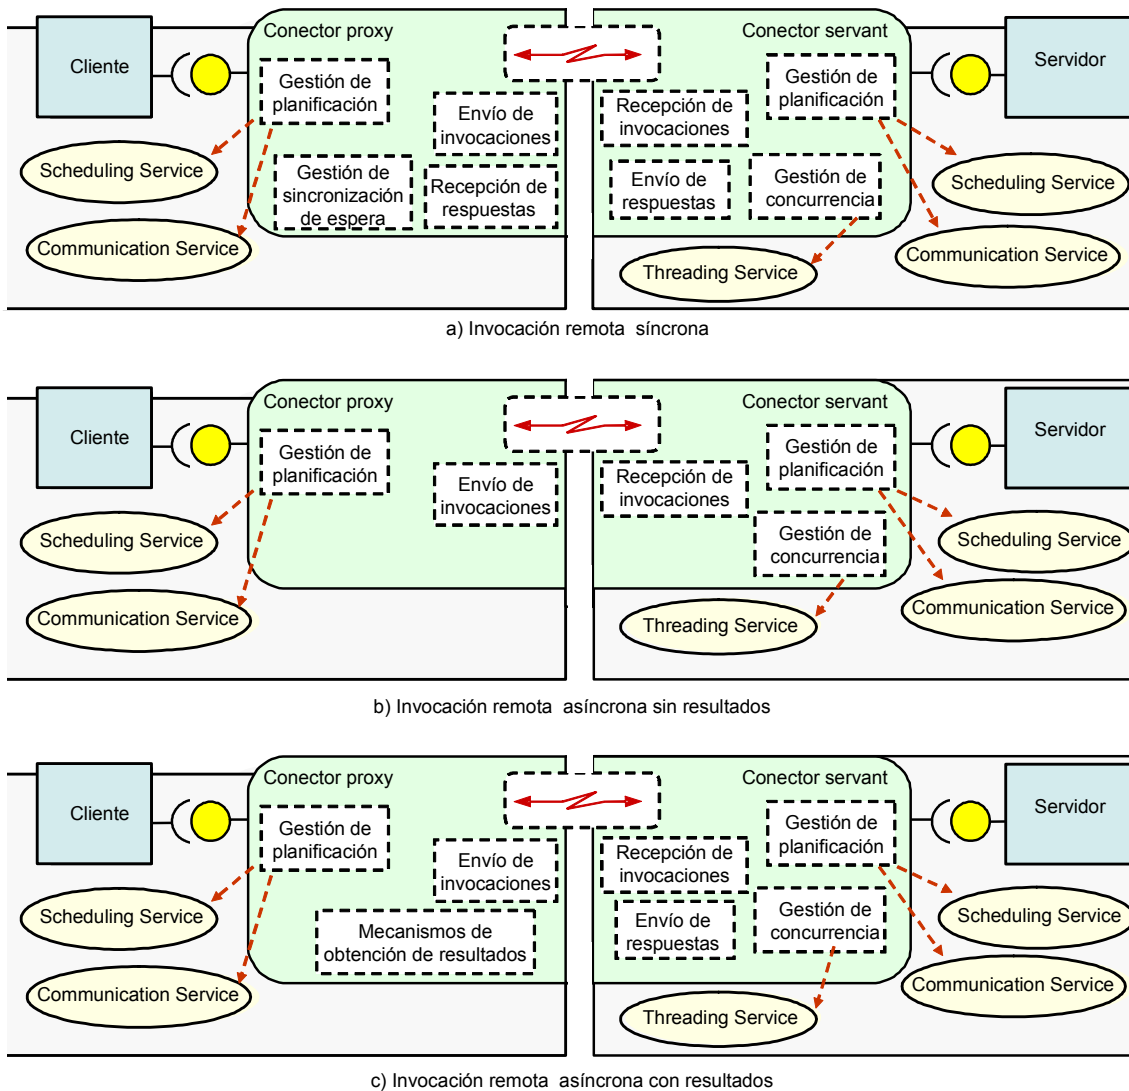 Conector proxy
Conector servant
Cliente
Servidor
Gestión de
planificación
Envío de
invocaciones
Recepción de
invocaciones
Gestión de
planificación
Scheduling Service
Gestión de
sincronización
de espera
Recepción de
respuestas
Envío de
respuestas
Gestión de
concurrencia
Scheduling Service
Communication Service
Threading Service
Communication Service
a) Invocación remota síncrona
Conector proxy
Conector servant
Cliente
Servidor
Gestión de
planificación
Envío de
invocaciones
Recepción de
invocaciones
Gestión de
planificación
Scheduling Service
Gestión de
concurrencia
Scheduling Service
Communication Service
Threading Service
Communication Service
b) Invocación remota asíncrona sin resultados
Conector proxy
Conector servant
Cliente
Servidor
Gestión de
planificación
Envío de
invocaciones
Recepción de
invocaciones
Gestión de
planificación
Scheduling Service
Mecanismos de
obtención de resultados
Envío de
respuestas
Gestión de
concurrencia
Scheduling Service
Communication Service
Threading Service
Communication Service
c) Invocación remota asíncrona con resultados